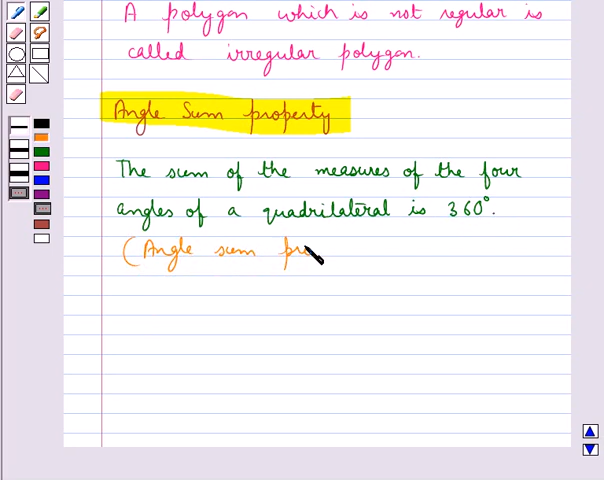 A polygon which is not regular is
called irregular polygon.
Angle Sum property
The sum of the measures of the four
angles of a quadrilateral is 360°.
(Angle sum pr